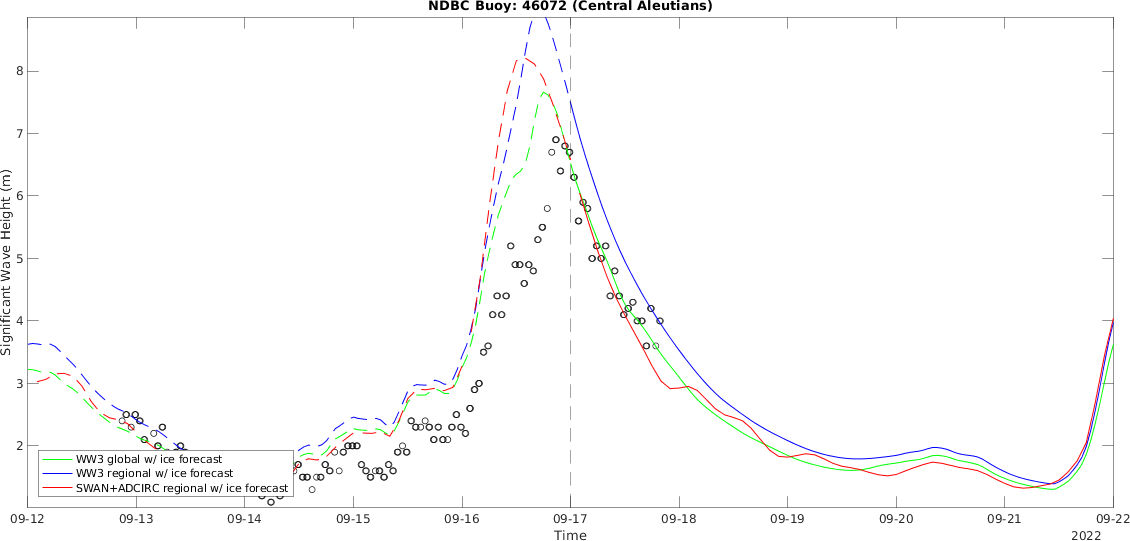 NDBC Buoy: 46072 (Central Aleutians)
Significant Wave Height (m)
8
7
6
5
4
3
2
WW3 global w/ ice forecast
WW3 regional w/ ice forecast
SWAN+ADCIRC regional w/ ice forecast
09-12 09-13 09-14 09-15 09-16 09-17 09-18 09-19 09-20 09-21 09-22
Time
2022